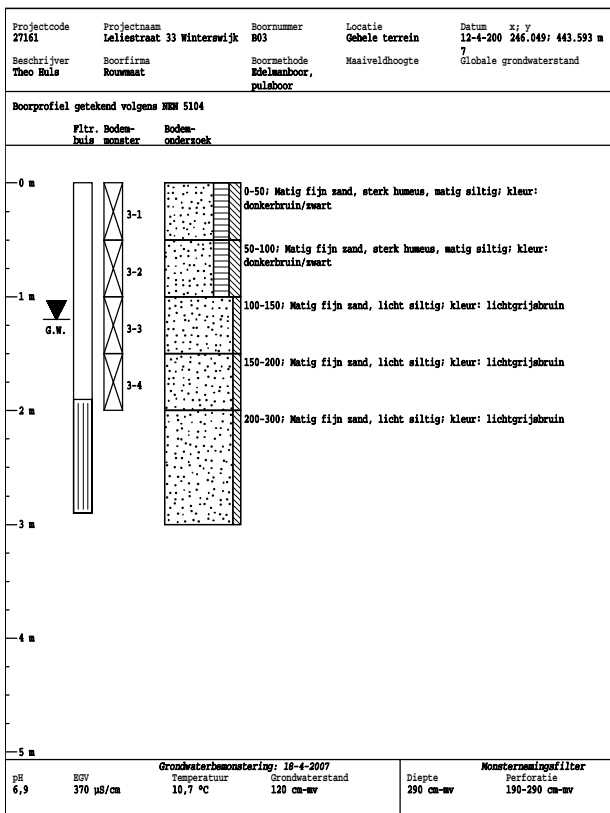 Projectcode Projectnaam Boornummer Locatie Datum x; y
27161 Leliestraat 33 Winterswijk B03 Gehele terrein 12-4-200 246.049; 443.593 m
7
Beschrijver Boorfirma Boormethode Maaiveldhoogte Globale grondwaterstand
Theo Huls Rouwmaat Edelmanboor,
pulsboor
Boorprofiel getekend volgens NEN 5104
Fltr. Bodem- Bodem-
buis monster onderzoek
0 m
0-50; Matig fijn zand, sterk humeus, matig siltig; kleur:
donkerbruin/zwart
3-1
50-100; Matig fijn zand, sterk humeus, matig siltig; kleur:
donkerbruin/zwart
3-2
1 m
100-150; Matig fijn zand, licht siltig; kleur: lichtgrijsbruin
G.W.
3-3
150-200; Matig fijn zand, licht siltig; kleur: lichtgrijsbruin
3-4
2 m
200-300; Matig fijn zand, licht siltig; kleur: lichtgrijsbruin
3 m
4 m
5 m
Grondwaterbemonstering: 18-4-2007 Monsternemingsfilter
pH EGV Temperatuur Grondwaterstand Diepte Perforatie
6,9 370 µS/cm 10,7 ºC 120 cm-mv 290 cm-mv 190-290 cm-mv